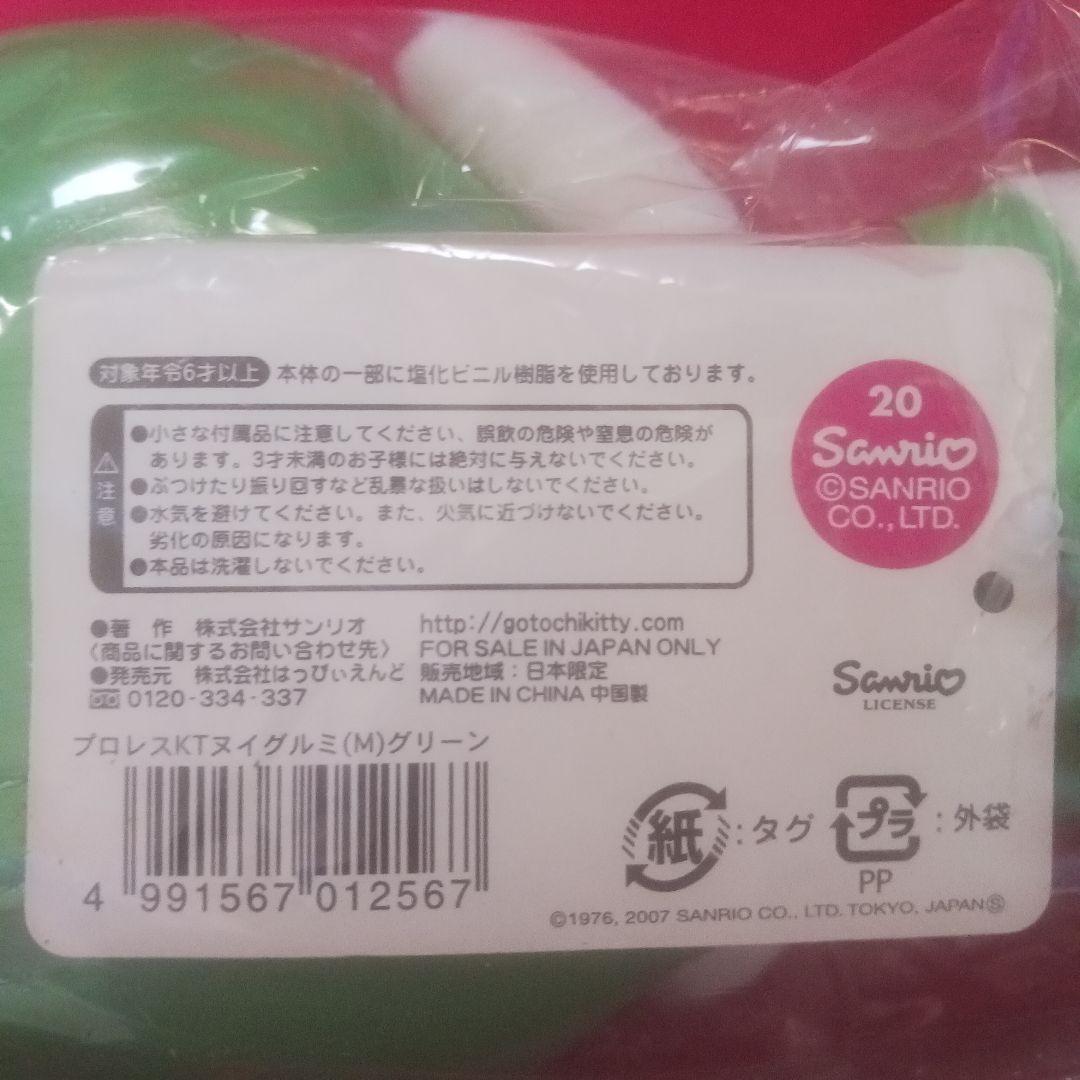 対象年令6才以上 本体の一部に塩化ビニル樹脂を使用しております。
注意
●小さな付属品に注意してください、誤飲の危険や窒息の危険が
あります。3才未満のお子様には絶対に与えないでください。
●ぶつけたり振り回すなど乱暴な扱いはしないでください。
●水気を避けてください。また、火気に近づけないでください。
劣化の原因になります。
●本品は洗濯しないでください。
20
Sanrio
©SANRIO
CO.,LTD.
●著 作 株式会社サンリオ
〈商品に関するお問い合わせ先〉
●発売元 株式会社はっぴぃえんど
0120-334-337
http://gotochikitty.com
FOR SALE IN JAPAN ONLY
販売地域：日本限定
MADE IN CHINA 中国製
Sanrio
LICENSE
プロレスKTヌイグルミ(M)グリーン
4 991567 012567
紙：タグ
プラ：外袋
PP
©1976, 2007 SANRIO CO., LTD. TOKYO, JAPANⓈ